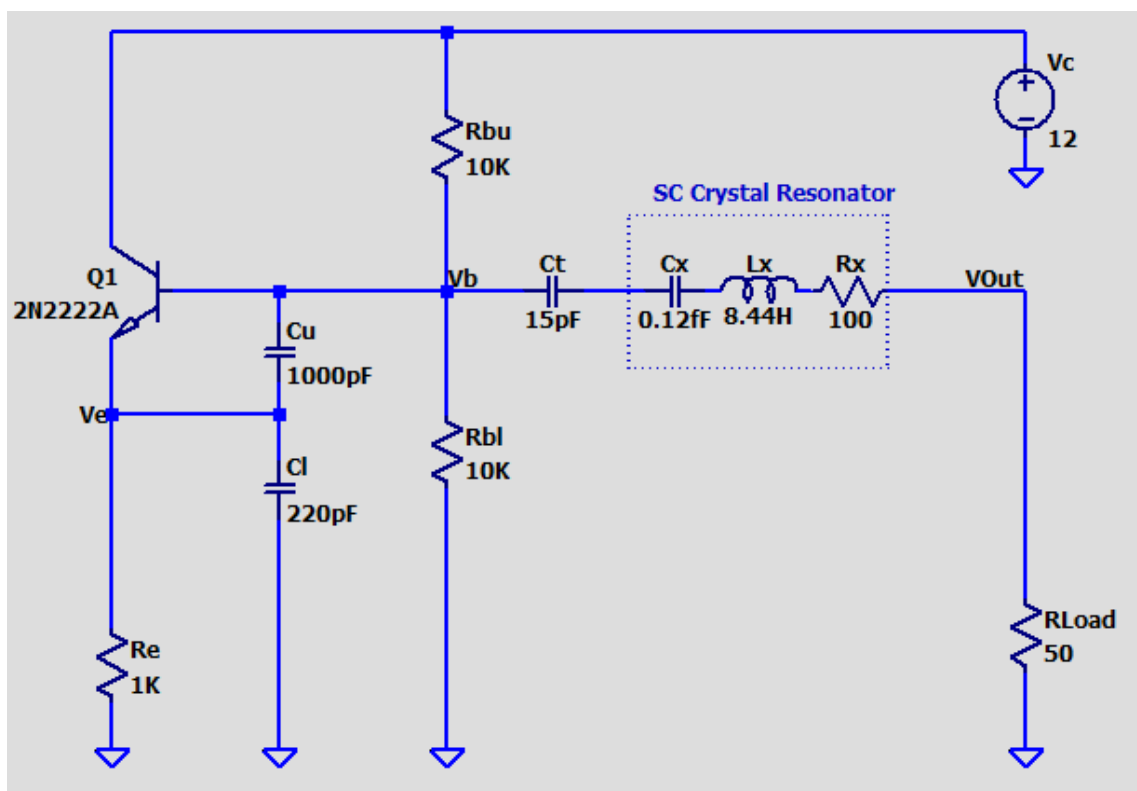 Vc
12
Rbu
10K
SC Crystal Resonator
Q1
2N2222A
Vb
Ct
15pF
Cx
0.12fF
Lx
8.44H
Rx
100
VOut
Cu
1000pF
Ve
Cl
220pF
Rbl
10K
Re
1K
RLoad
50